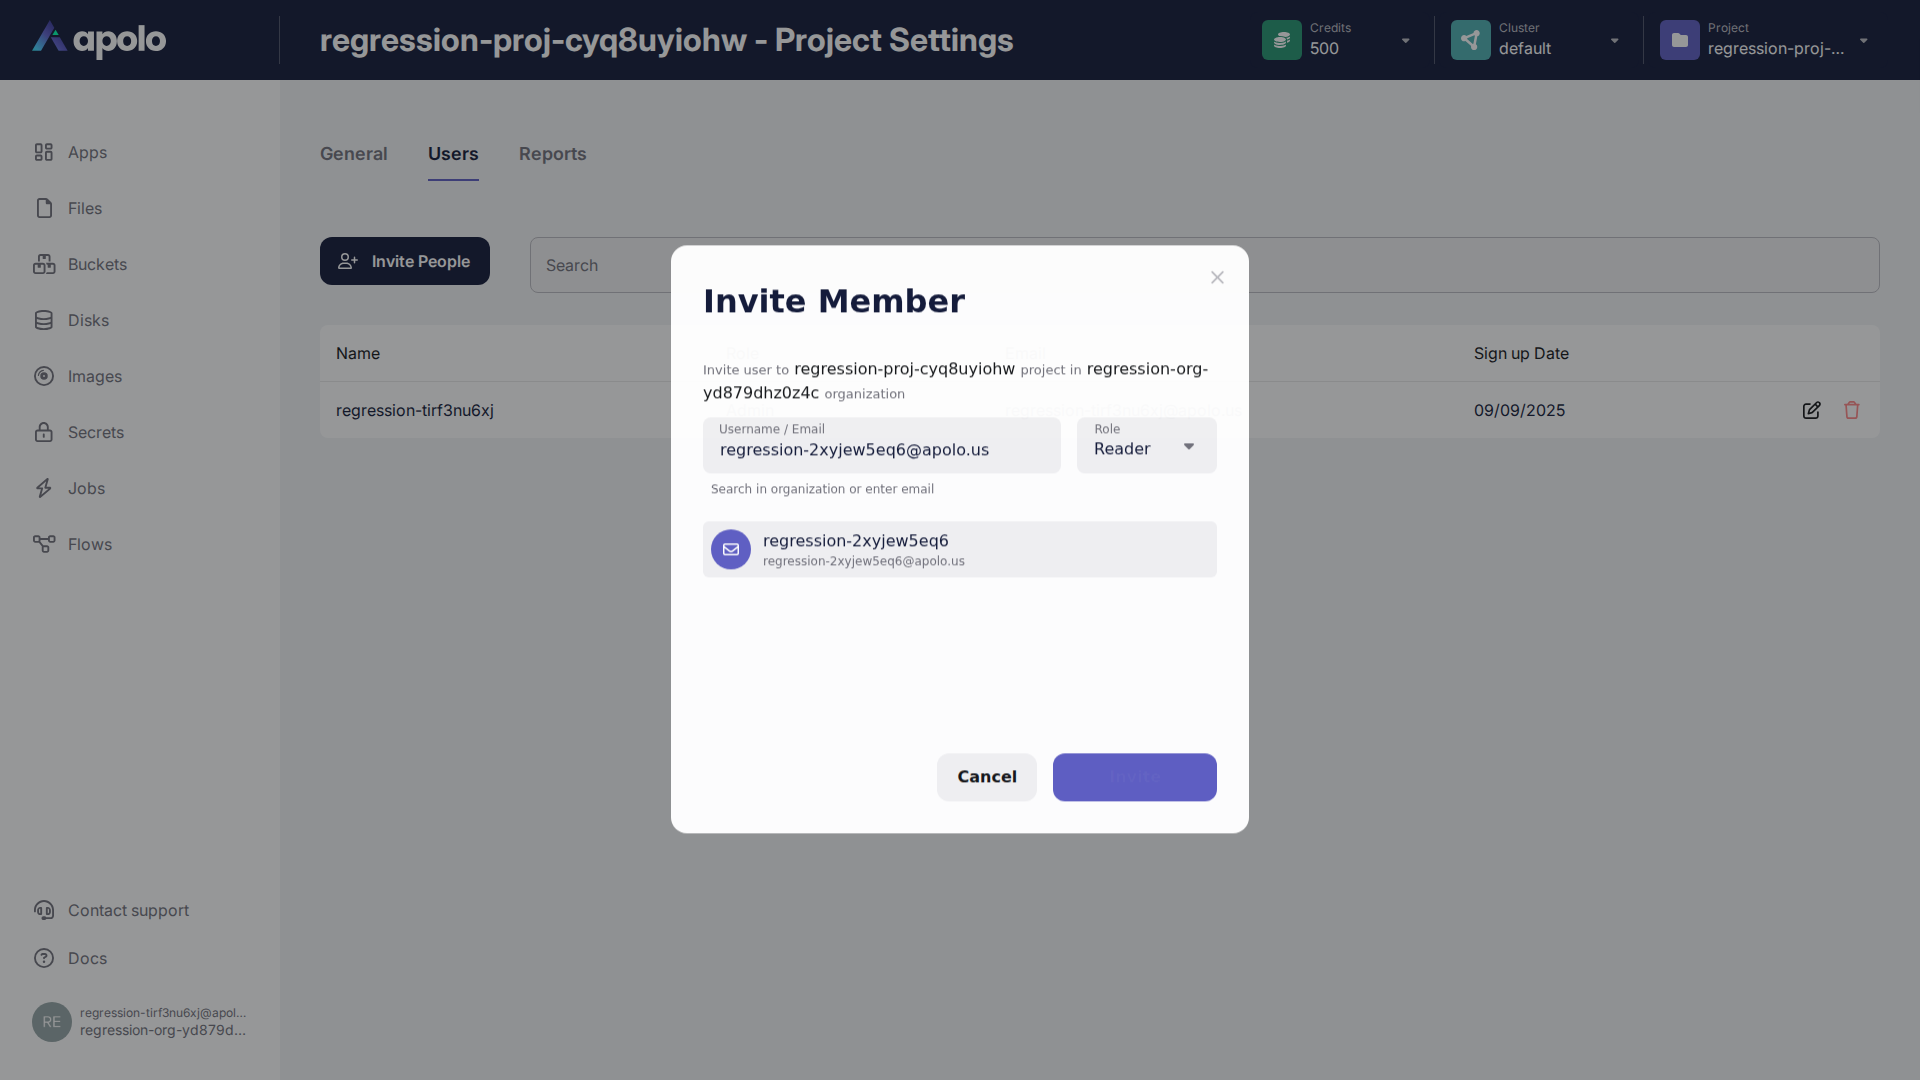 apolo
regression-proj-cyq8uyiohw - Project Settings
Credits
500
Cluster
default
Project
regression-proj-...
Apps
Files
Buckets
Disks
Images
Secrets
Jobs
Flows
Contact support
Docs
RE
regression-tirf3nu6xj@apol...
regression-org-yd879d...
General
Users
Reports
Invite People
Search
Name
Role
Email
Sign up Date
regression-tirf3nu6xj
09/09/2025
Invite Member
Invite user to regression-proj-cyq8uyiohw project in regression-org-
yd879dhz0z4c organization
Username / Email
regression-2xyjew5eq6@apolo.us
Role
Reader
Search in organization or enter email
regression-2xyjew5eq6
regression-2xyjew5eq6@apolo.us
Cancel
Invite